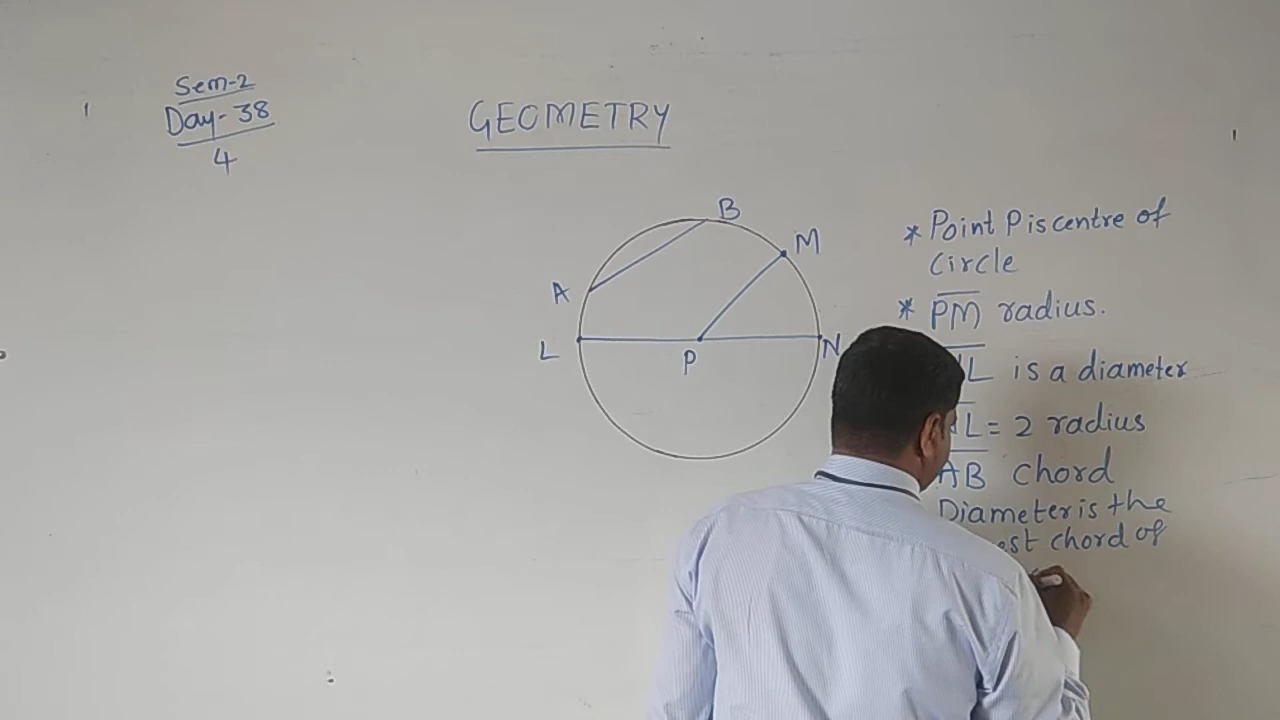 Sem-2
Day-38
4
GEOMETRY
B
M
A
L
P
N
* Point P is centre of
Circle
* PM radius.
L is a diameter
L = 2 radius
AB chord
Diameter is the
est chord of